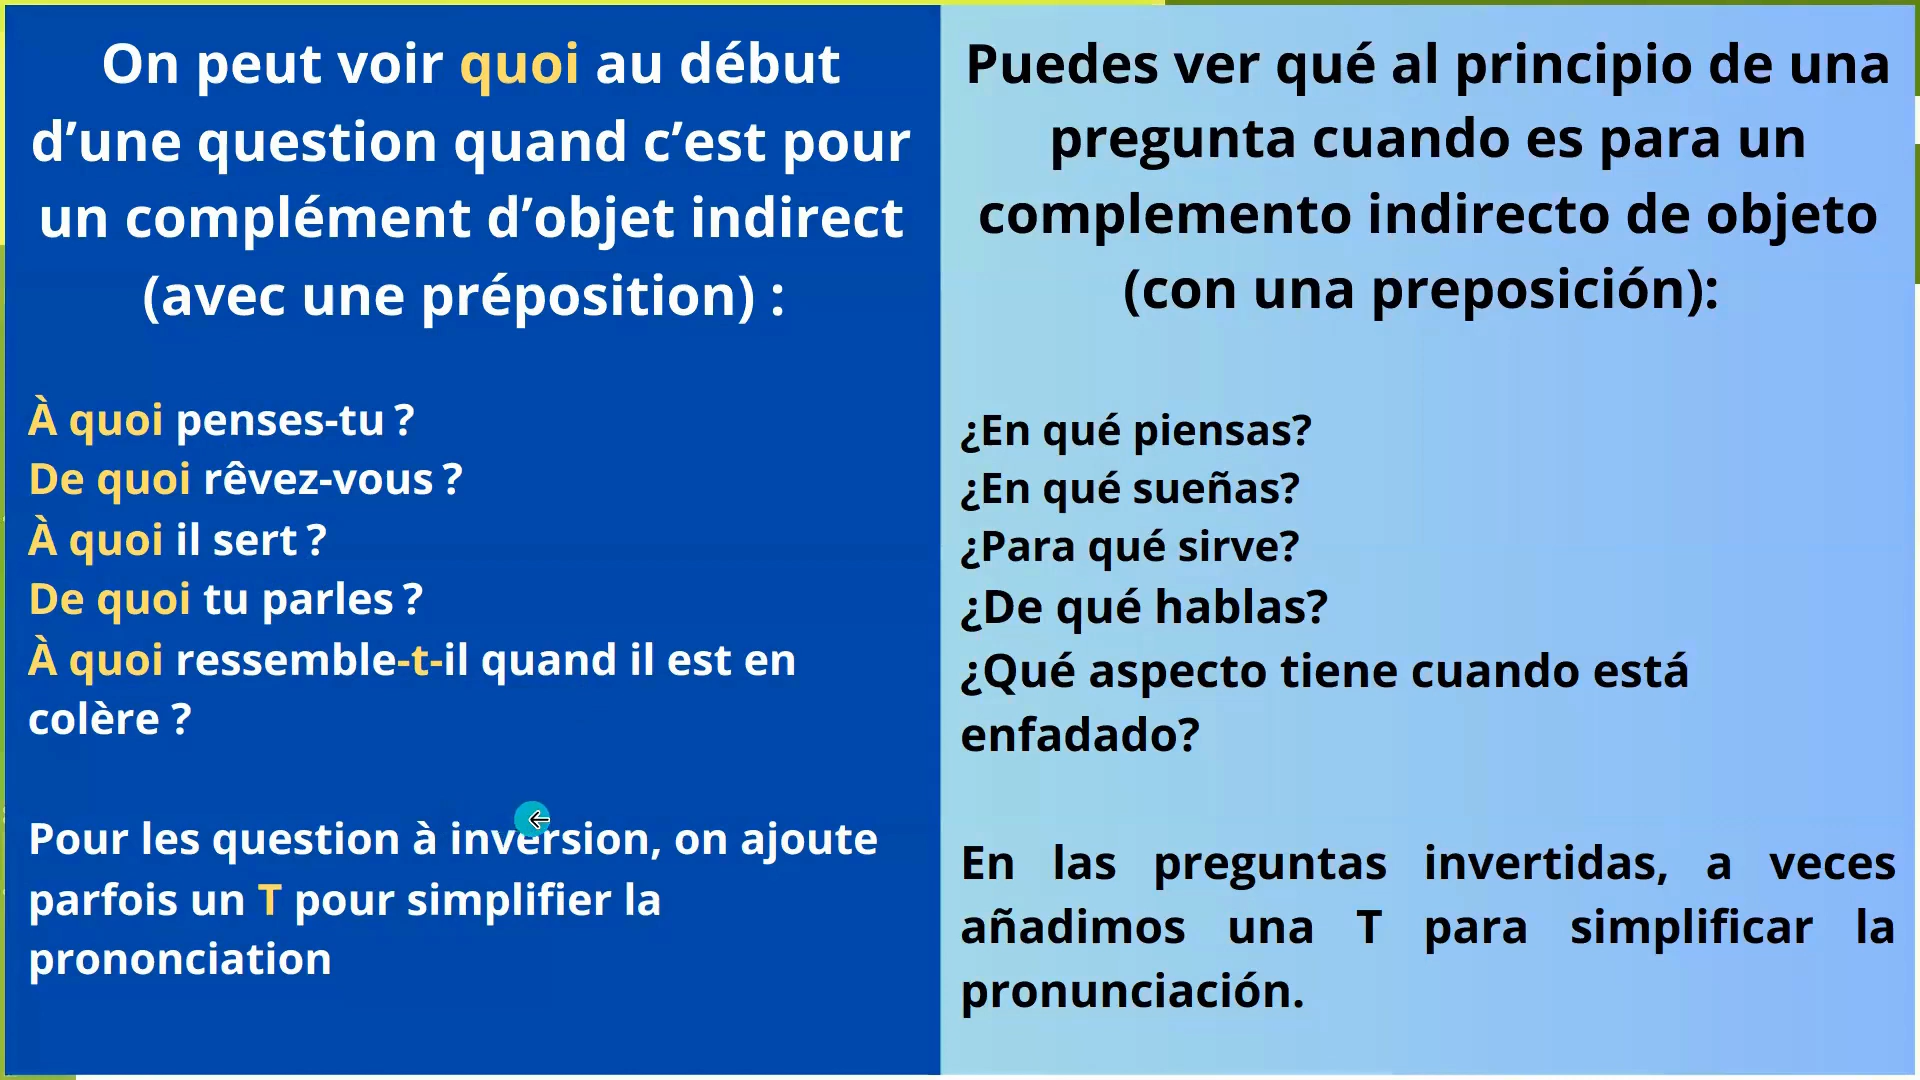 On peut voir quoi au début
d’une question quand c’est pour
un complément d’objet indirect
(avec une préposition) :
À quoi penses-tu ?
De quoi rêvez-vous ?
À quoi il sert ?
De quoi tu parles ?
À quoi ressemble-t-il quand il est en
colère ?
Pour les question à inversion, on ajoute
parfois un T pour simplifier la
prononciation
Puedes ver qué al principio de una
pregunta cuando es para un
complemento indirecto de objeto
(con una preposición):
¿En qué piensas?
¿En qué sueñas?
¿Para qué sirve?
¿De qué hablas?
¿Qué aspecto tiene cuando está
enfadado?
En las preguntas invertidas, a veces
añadimos una T para simplificar la
pronunciación.